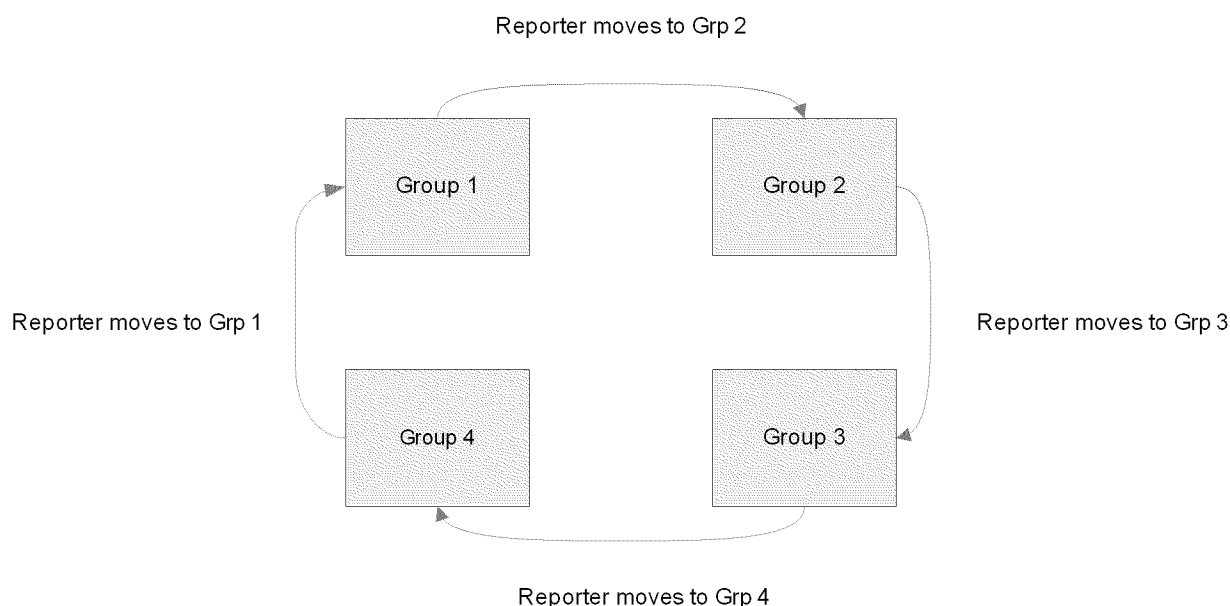 Reporter moves to Grp 2
Group 1
Group 2
Reporter moves to Grp 1
Reporter moves to Grp 3
Group 4
Group 3
Reporter moves to Grp 4